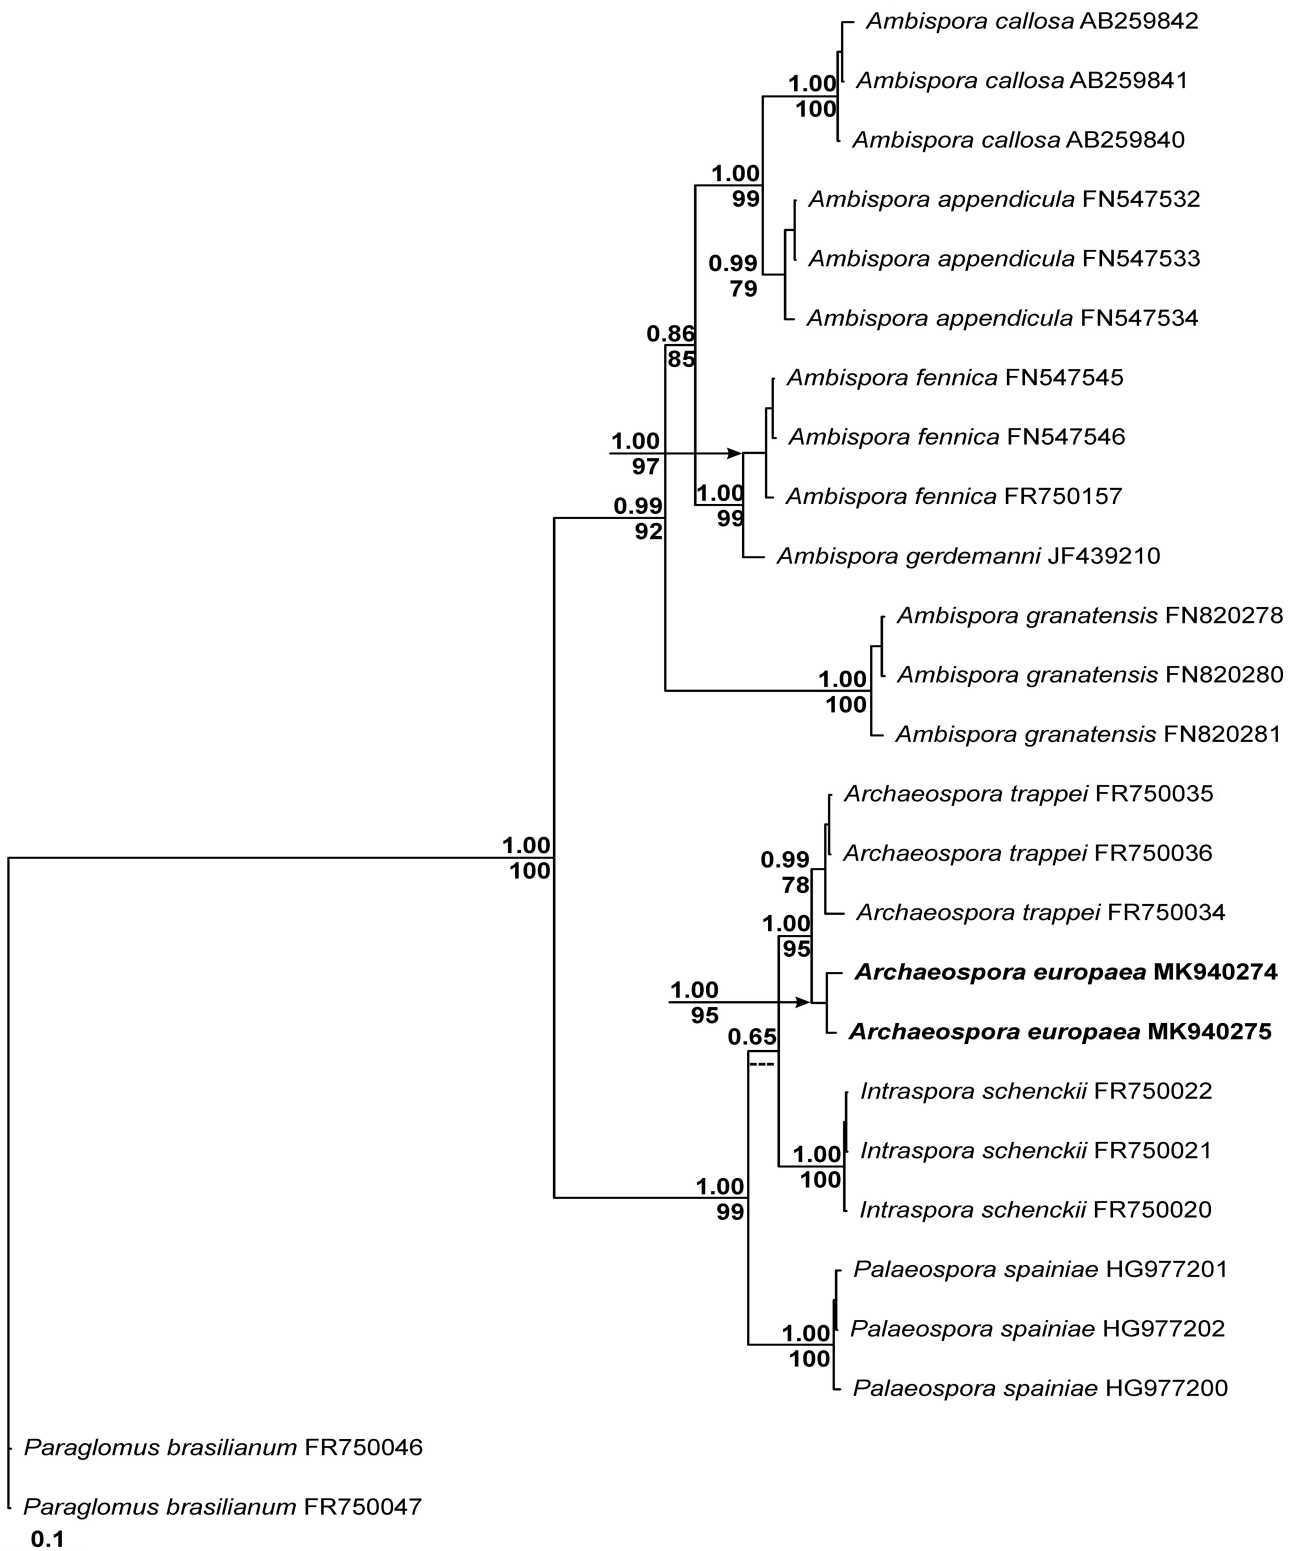 Ambispora callosa AB259842
Ambispora callosa AB259841
1.00
100
Ambispora callosa AB259840
1.00
99
Ambispora appendicula FN547532
Ambispora appendicula FN547533
0.99
79
Ambispora appendicula FN547534
0.86
85
Ambispora fennica FN547545
Ambispora fennica FN547546
1.00
97
Ambispora fennica FR750157
1.00
99
0.99
92
Ambispora gerdemanni JF439210
Ambispora granatensis FN820278
Ambispora granatensis FN820280
1.00
100
Ambispora granatensis FN820281
Archaeospora trappei FR750035
1.00
100
Archaeospora trappei FR750036
0.99
78
Archaeospora trappei FR750034
1.00
95
Archaeospora europaea MK940274
1.00
95
Archaeospora europaea MK940275
0.65
---
Intraspora schenckii FR750022
Intraspora schenckii FR750021
1.00
100
Intraspora schenckii FR750020
1.00
99
Palaeospora spainiae HG977201
Palaeospora spainiae HG977202
1.00
100
Palaeospora spainiae HG977200
Paraglomus brasilianum FR750046
Paraglomus brasilianum FR750047
0.1